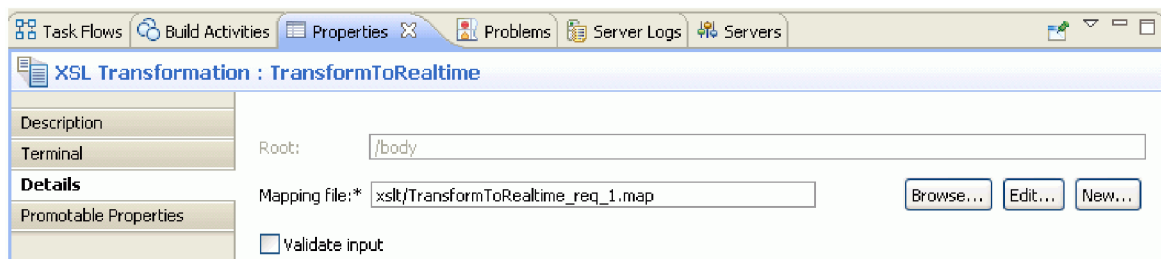 Task Flows Build Activities Properties Problems Server Logs Servers
XSL Transformation : TransformToRealtime
Description
Terminal
Details
Promotable Properties
Root: /body
Mapping file:* xslt/TransformToRealtime_req_1.map Browse... Edit... New...
Validate input